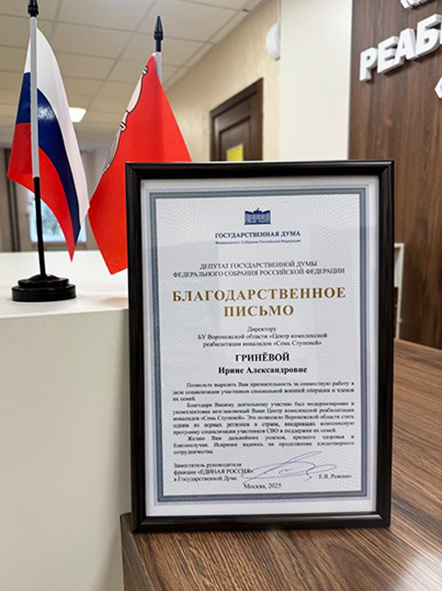 РЕАБИ
ГОСУДАРСТВЕННАЯ ДУМА
Федерального Собрания Российской Федерации
ДЕПУТАТ ГОСУДАРСТВЕННОЙ ДУМЫ
ФЕДЕРАЛЬНОГО СОБРАНИЯ РОССИЙСКОЙ ФЕДЕРАЦИИ
БЛАГОДАРСТВЕННОЕ
ПИСЬМО
Директору
БУ Воронежской области «Центр комплексной
реабилитации инвалидов «Семь Ступеней»
ГРИНЁВОЙ
Ирине Александровне
Позвольте выразить Вам признательность за совместную работу в
деле социализации участников специальной военной операции и членов
их семей.
Благодаря Вашему деятельному участию был модернизирован и
укомплектован возглавляемый Вами Центр комплексной реабилитации
инвалидов «Семь Ступеней». Это позволило Воронежской области стать
одним из первых регионов в стране, внедривших комплексную
программу социализации участников СВО и поддержки их семей.
Желаю Вам дальнейших успехов, крепкого здоровья и
благополучия. Искренне надеюсь на продолжение плодотворного
сотрудничества.
Заместитель руководителя
фракции «ЕДИНАЯ РОССИЯ»
в Государственной Думе
Е.В. Ревенко
Москва, 2025